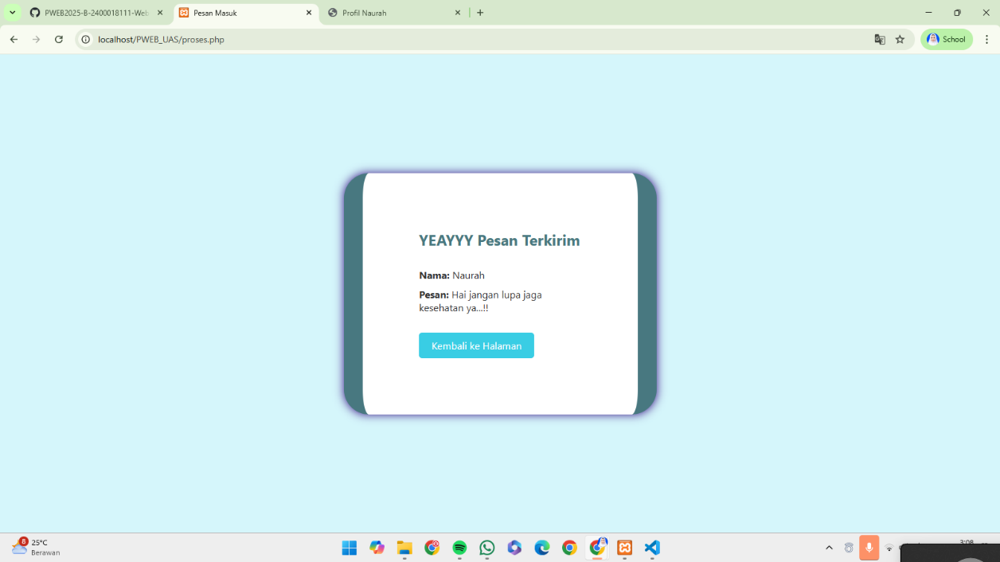 PWEB2025-B-2400018111-Web
Pesan Masuk
Profil Naurah
localhost/PWEB_UAS/proses.php
School
YEAYYY Pesan Terkirim
Nama: Naurah
Pesan: Hai jangan lupa jaga
kesehatan ya...!!
Kembali ke Halaman
8
25°C
Berawan
3:08